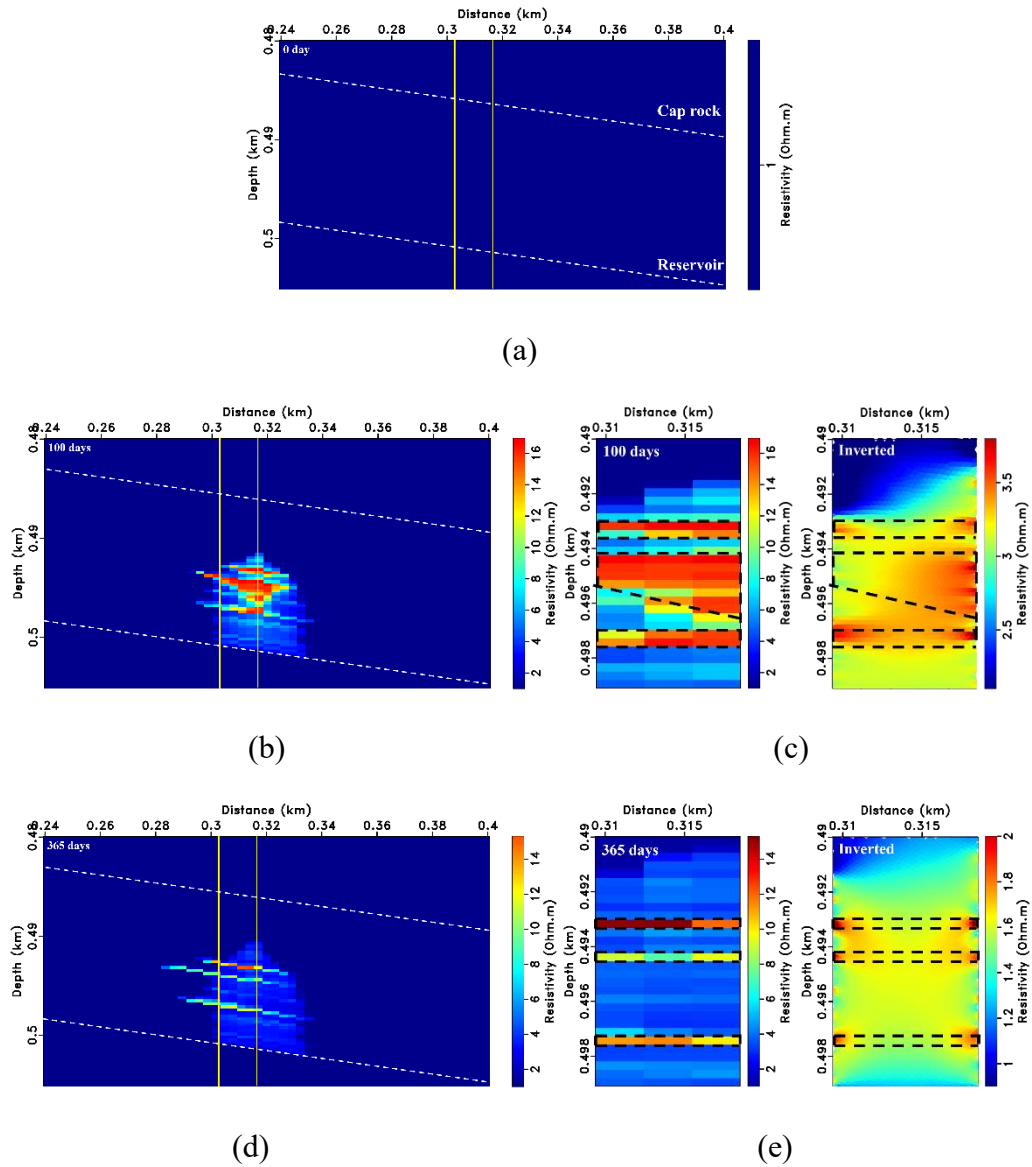 Distance (km)
0.24 0.26 0.28 0.3 0.32 0.34 0.36 0.38 0.4
0 day
Cap rock
Reservoir
Depth (km)
0.48 0.49 0.5
Resistivity (Ohm.m)
1
(a)
Distance (km)
0.24 0.26 0.28 0.3 0.32 0.34 0.36 0.38 0.4
100 days
Depth (km)
0.48 0.49 0.5
Resistivity (Ohm.m)
2 4 6 8 10 12 14 16
(b)
Distance (km)
0.31 0.315
100 days
Depth (km)
0.49 0.492 0.494 0.496 0.498
Resistivity (Ohm.m)
2 4 6 8 10 12 14 16
Distance (km)
0.31 0.315
Inverted
Depth (km)
0.49 0.492 0.494 0.496 0.498
Resistivity (Ohm.m)
2.5 3 3.5
(c)
Distance (km)
0.24 0.26 0.28 0.3 0.32 0.34 0.36 0.38 0.4
365 days
Depth (km)
0.48 0.49 0.5
Resistivity (Ohm.m)
2 4 6 8 10 12 14
(d)
Distance (km)
0.31 0.315
365 days
Depth (km)
0.49 0.492 0.494 0.496 0.498
Resistivity (Ohm.m)
2 4 6 8 10 12 14
Distance (km)
0.31 0.315
Inverted
Depth (km)
0.49 0.492 0.494 0.496 0.498
Resistivity (Ohm.m)
1 1.2 1.4 1.6 1.8 2
(e)